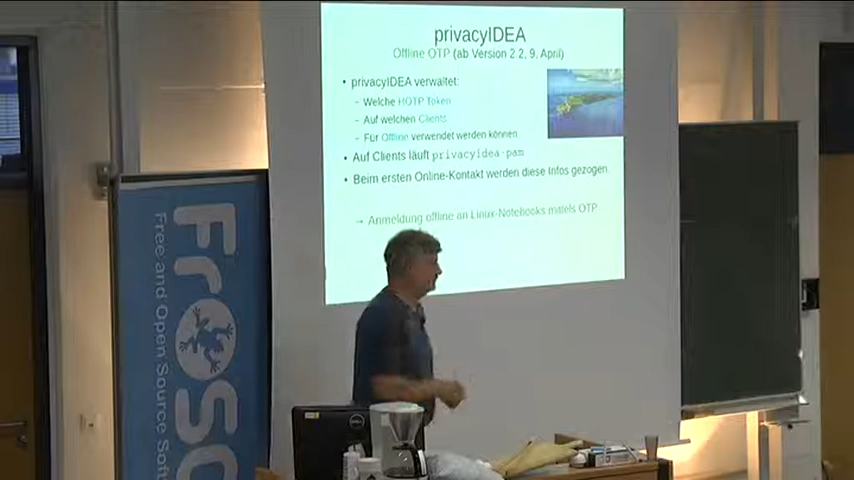 privacyIDEA
Offline OTP (ab Version 2.2, 9. April)
• privacyIDEA verwaltet:
– Welche HOTP Token
– Auf welchen Clients
– Für Offline verwendet werden können
• Auf Clients läuft privacyidea-pam
• Beim ersten Online-Kontakt werden diese Infos gezogen.
→ Anmeldung offline an Linux-Notebooks mittels OTP
FrOSC
Free and Open Source Soft
DELL